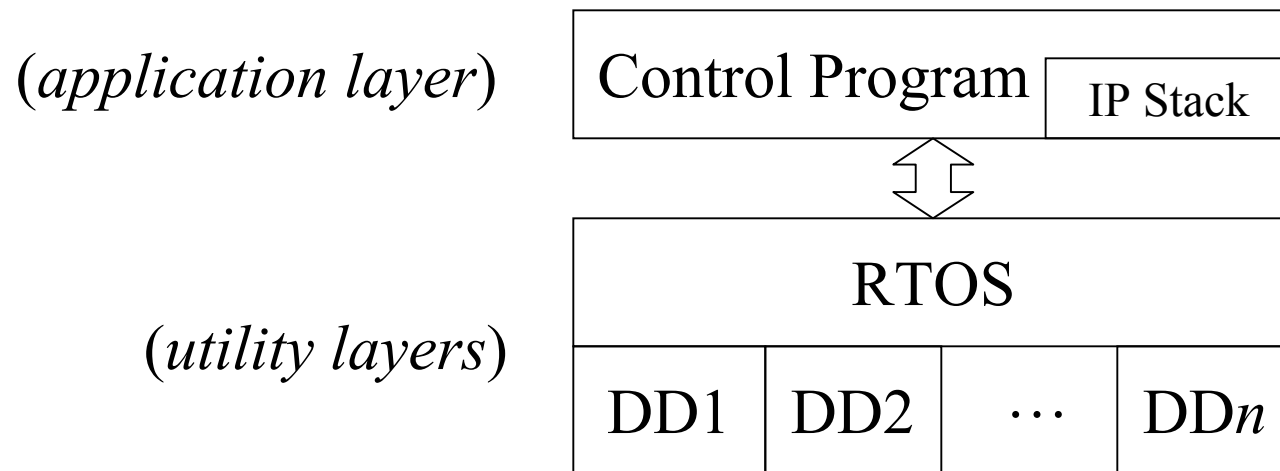 (application layer)
Control Program
IP Stack
RTOS
(utility layers)
DD1 DD2 ⋯ DDn